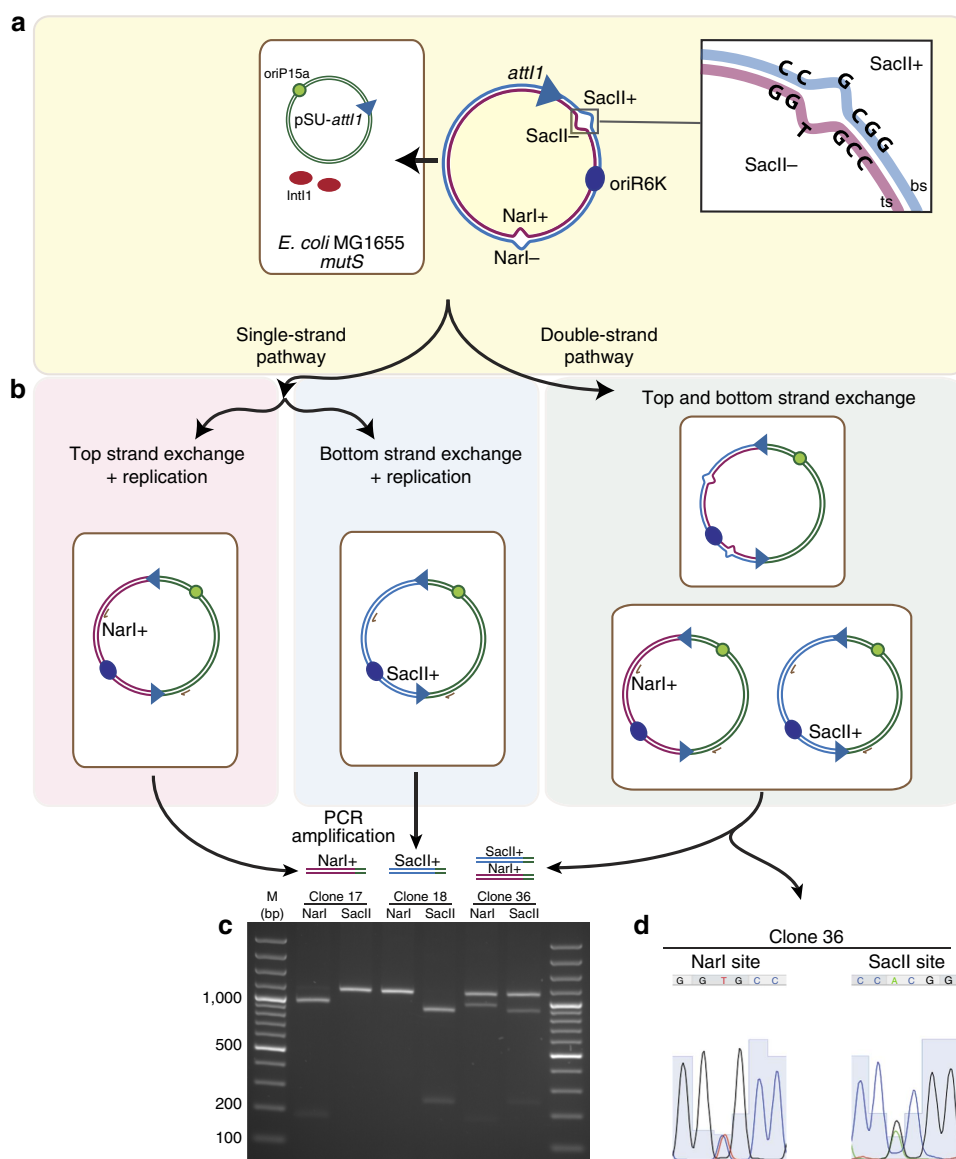 a
oriP15a
pSU-attI1
IntI1
E. coli MG1655
mutS
attI1
SacII+
SacII–
oriR6K
NarI+
NarI–
C C G
CGG
SacII+
GG
T
GCC
SacII–
bs
ts
Single-strand
pathway
Double-strand
pathway
b
Top strand exchange
+ replication
Bottom strand exchange
+ replication
Top and bottom strand exchange
NarI+
SacII+
NarI+
SacII+
PCR
amplification
NarI+
SacII+
SacII+
NarI+
M
(bp)
Clone 17
Clone 18
Clone 36
NarI SacII NarI SacII NarI SacII
c
1,000
500
200
100
d
Clone 36
NarI site
SacII site
G G T G C C
C C A C G G